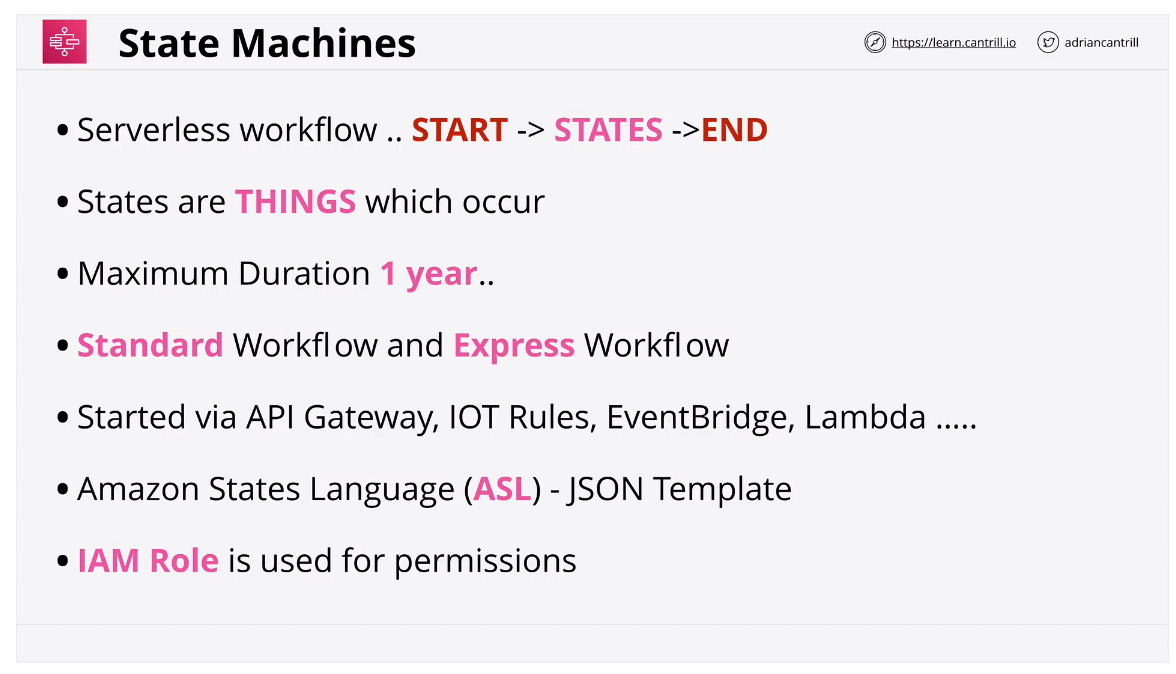 State Machines
https://learn.cantrill.io
adriancantrill
• Serverless workflow .. START -> STATES ->END
• States are THINGS which occur
• Maximum Duration 1 year..
• Standard Workflow and Express Workflow
• Started via API Gateway, IOT Rules, EventBridge, Lambda .....
• Amazon States Language (ASL) - JSON Template
• IAM Role is used for permissions